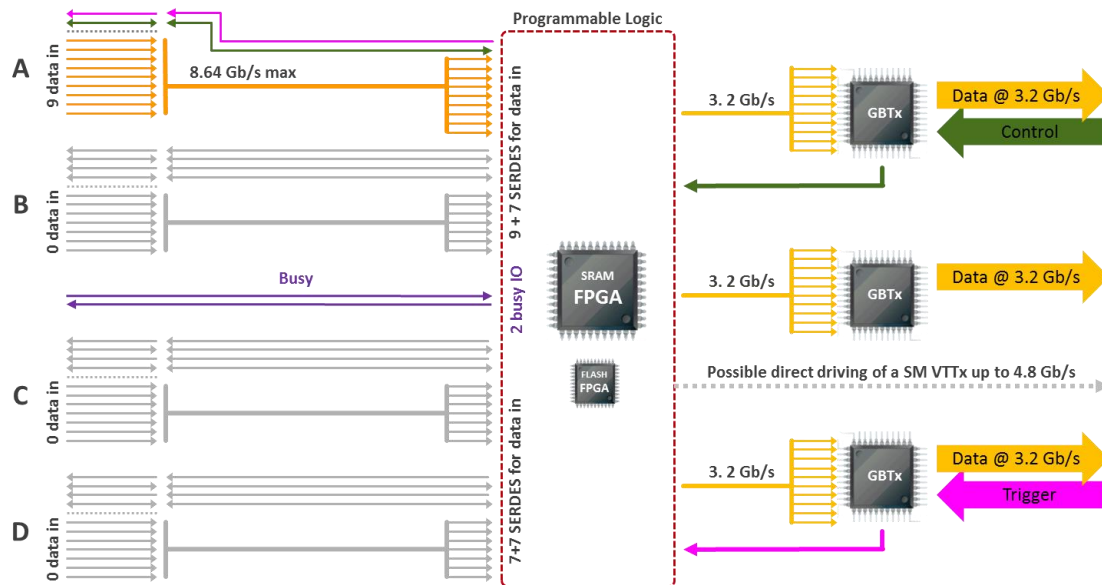 Programmable Logic
A
9 data in
8.64 Gb/s max
9 + 7 SERDES for data in
3. 2 Gb/s
GBTx
Data @ 3.2 Gb/s
Control
B
0 data in
Busy
2 busy IO
SRAM
FPGA
3. 2 Gb/s
GBTx
Data @ 3.2 Gb/s
FLASH
FPGA
Possible direct driving of a SM VTTx up to 4.8 Gb/s
C
0 data in
7+7 SERDES for data in
3. 2 Gb/s
GBTx
Data @ 3.2 Gb/s
Trigger
D
0 data in